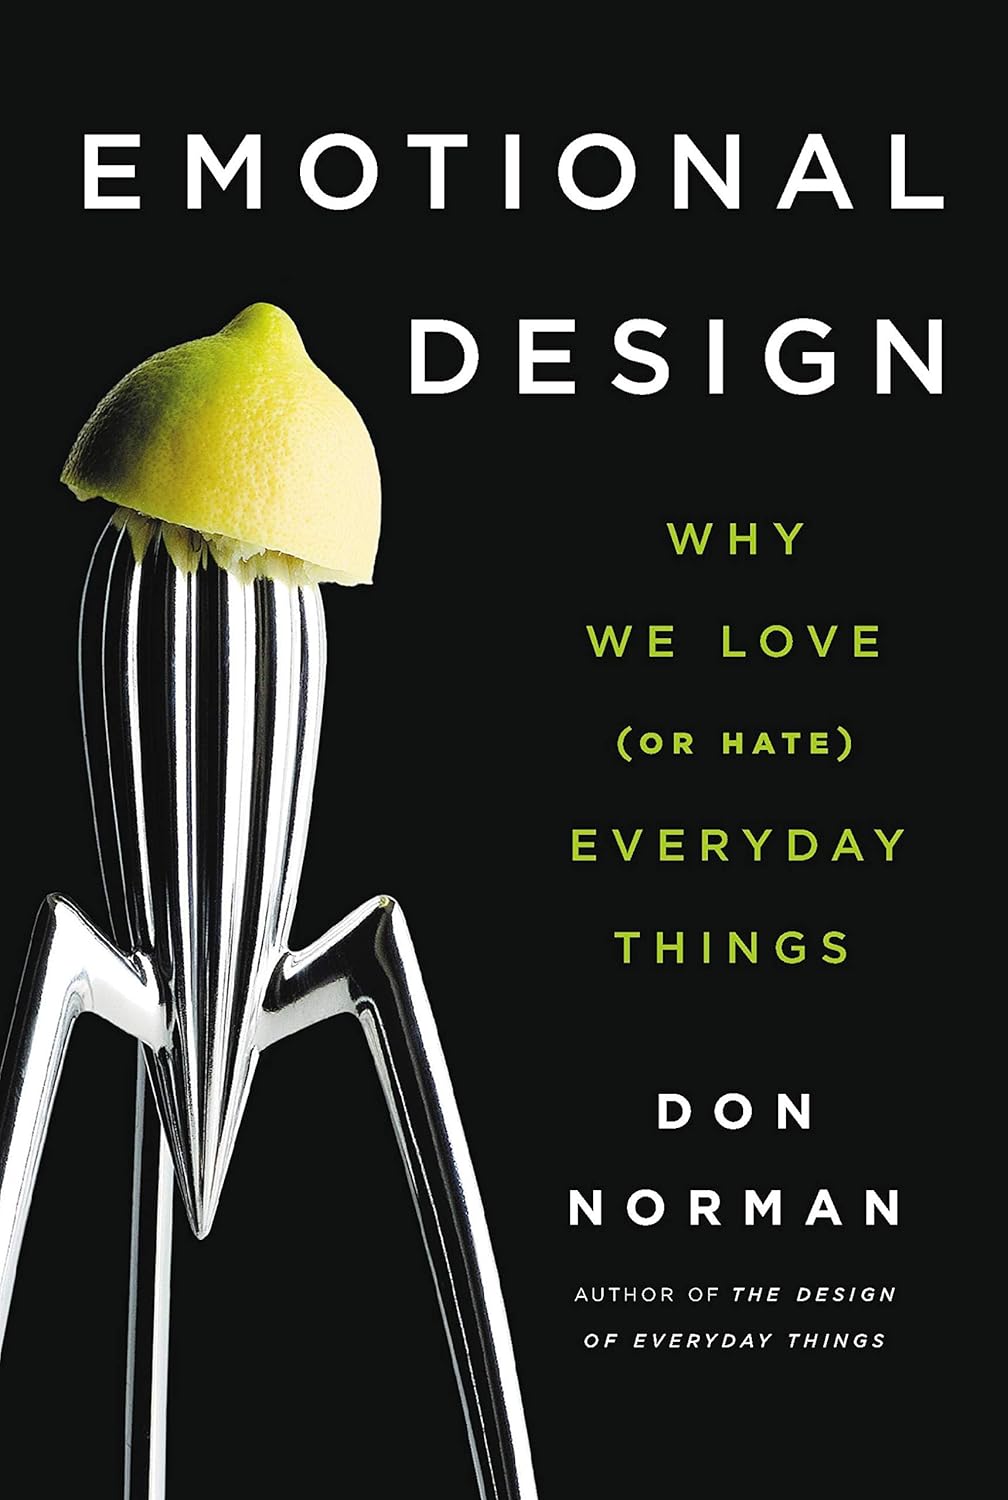 EMOTIONAL
DESIGN
WHY
WE LOVE
(OR HATE)
EVERYDAY
THINGS
DON
NORMAN
AUTHOR OF THE DESIGN
OF EVERYDAY THINGS